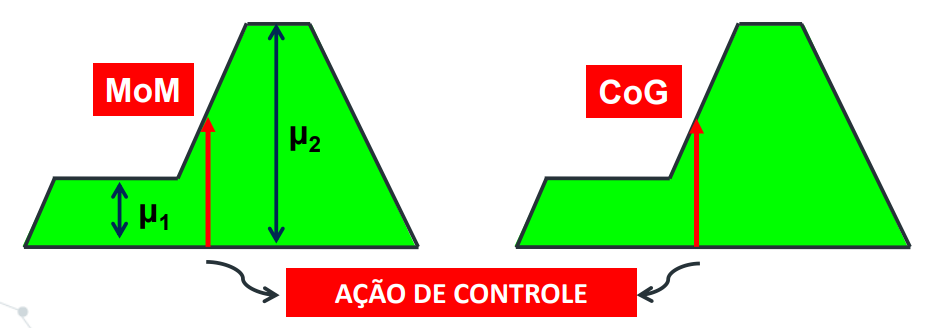 MoM
μ2
μ1
CoG
AÇÃO DE CONTROLE